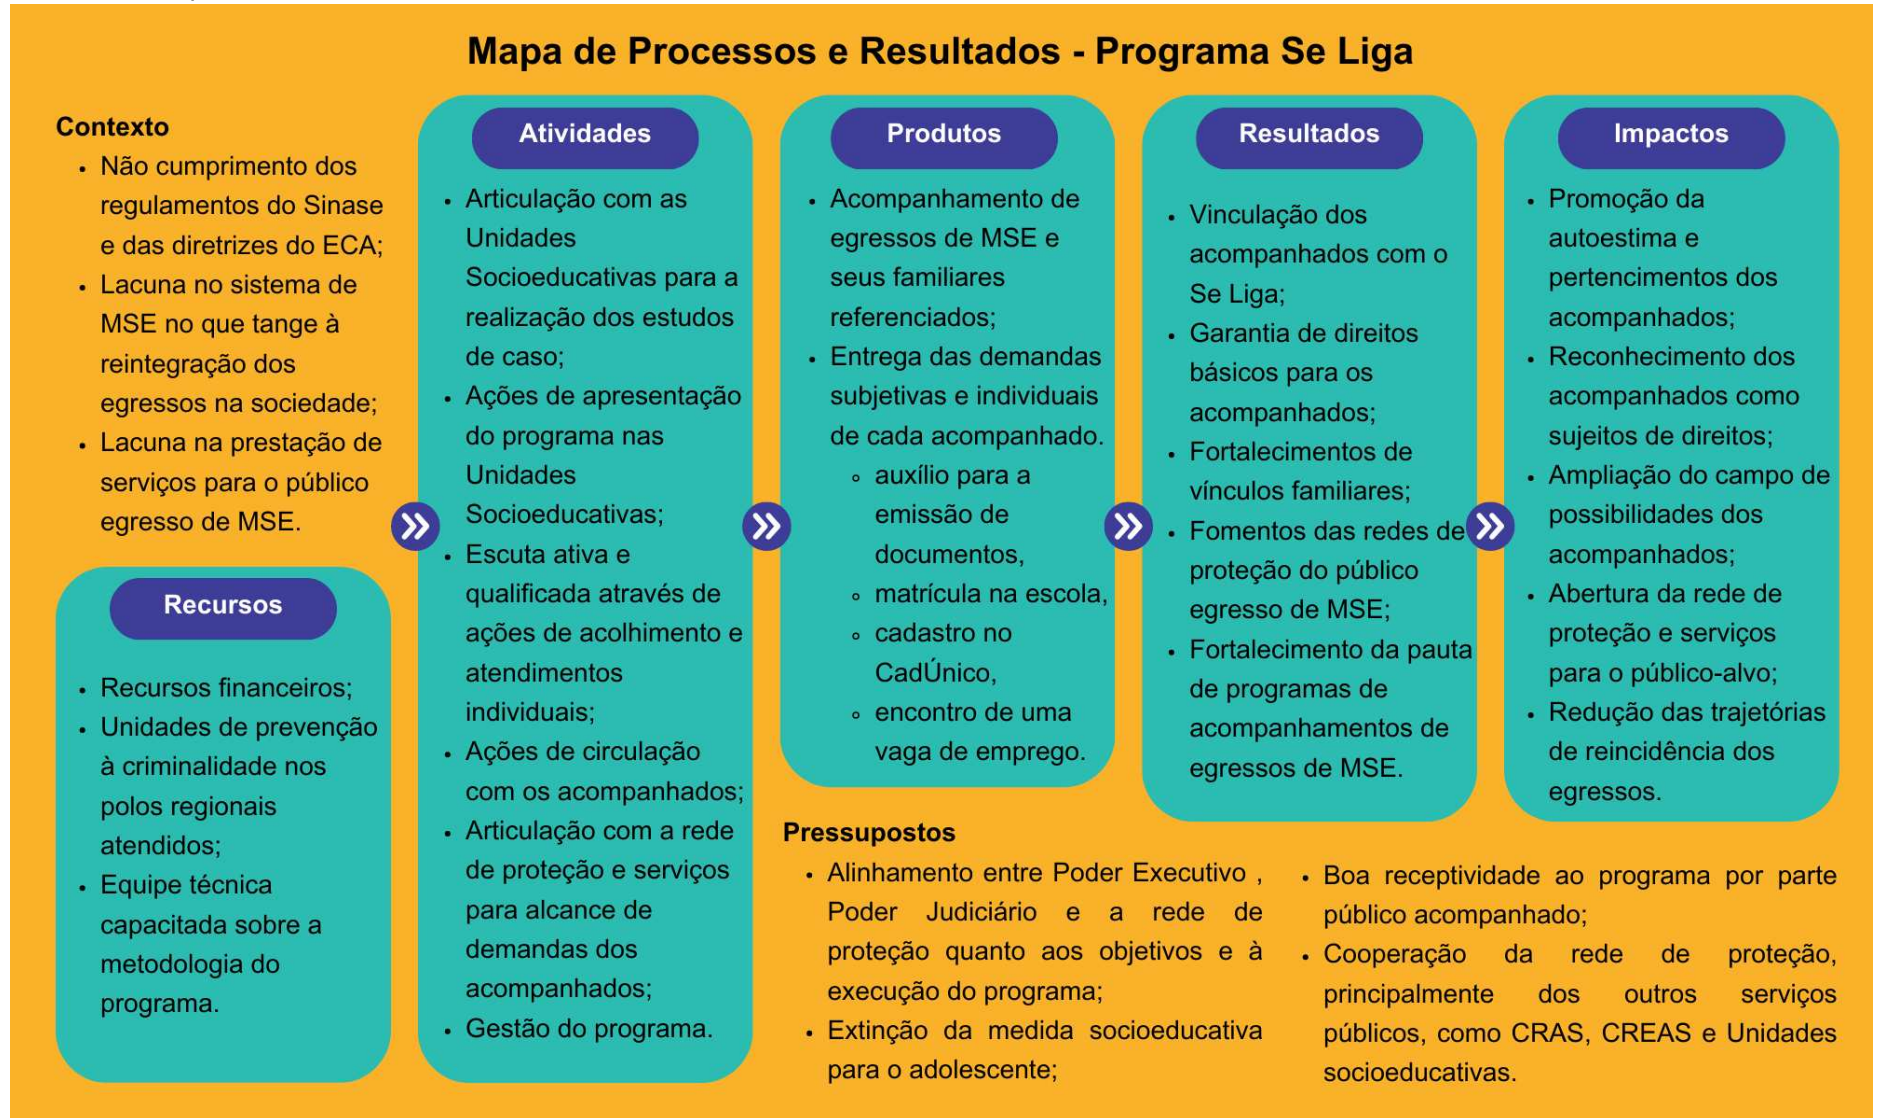 Mapa de Processos e Resultados - Programa Se Liga
Contexto
• Não cumprimento dos
regulamentos do Sinase
e das diretrizes do ECA;
• Lacuna no sistema de
MSE no que tange à
reintegração dos
egressos na sociedade;
• Lacuna na prestação de
serviços para o público
egresso de MSE.
Recursos
• Recursos financeiros;
• Unidades de prevenção
à criminalidade nos
polos regionais
atendidos;
• Equipe técnica
capacitada sobre a
metodologia do
programa.
Atividades
• Articulação com as
Unidades
Socioeducativas para a
realização dos estudos
de caso;
• Ações de apresentação
do programa nas
Unidades
Socioeducativas;
• Escuta ativa e
qualificada através de
ações de acolhimento e
atendimentos
individuais;
• Ações de circulação
com os acompanhados;
• Articulação com a rede
de proteção e serviços
para alcance de
demandas dos
acompanhados;
• Gestão do programa.
Produtos
• Acompanhamento de
egressos de MSE e
seus familiares
referenciados;
• Entrega das demandas
subjetivas e individuais
de cada acompanhado.
◦ auxílio para a
emissão de
documentos,
◦ matrícula na escola,
◦ cadastro no
CadÚnico,
◦ encontro de uma
vaga de emprego.
Resultados
• Vinculação dos
acompanhados com o
Se Liga;
• Garantia de direitos
básicos para os
acompanhados;
• Fortalecimentos de
vínculos familiares;
• Fomentos das redes de
proteção do público
egresso de MSE;
• Fortalecimento da pauta
de programas de
acompanhamentos de
egressos de MSE.
Impactos
• Promoção da
autoestima e
pertencimentos dos
acompanhados;
• Reconhecimento dos
acompanhados como
sujeitos de direitos;
• Ampliação do campo de
possibilidades dos
acompanhados;
• Abertura da rede de
proteção e serviços
para o público-alvo;
• Redução das trajetórias
de reincidência dos
egressos.
Pressupostos
• Alinhamento entre Poder Executivo ,
Poder Judiciário e a rede de
proteção quanto aos objetivos e à
execução do programa;
• Extinção da medida socioeducativa
para o adolescente;
• Boa receptividade ao programa por parte
público acompanhado;
• Cooperação da rede de proteção,
principalmente dos outros serviços
públicos, como CRAS, CREAS e Unidades
socioeducativas.